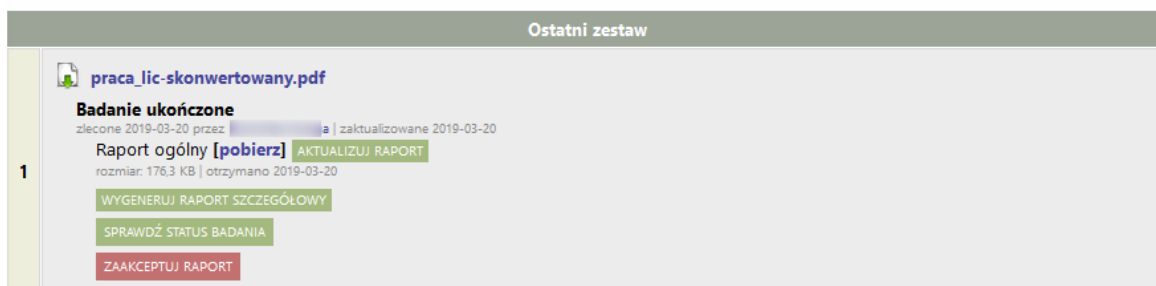 Ostatni zestaw
praca_lic-skonwertowany.pdf
Badanie ukończone
zlecone 2019-03-20 przez a | zaktualizowane 2019-03-20
Raport ogólny [pobierz] AKTUALIZUJ RAPORT
1
rozmiar: 176,3 KB | otrzymano 2019-03-20
WYGENERUJ RAPORT SZCZEGÓŁOWY
SPRAWDŹ STATUS BADANIA
ZAAKCEPTUJ RAPORT